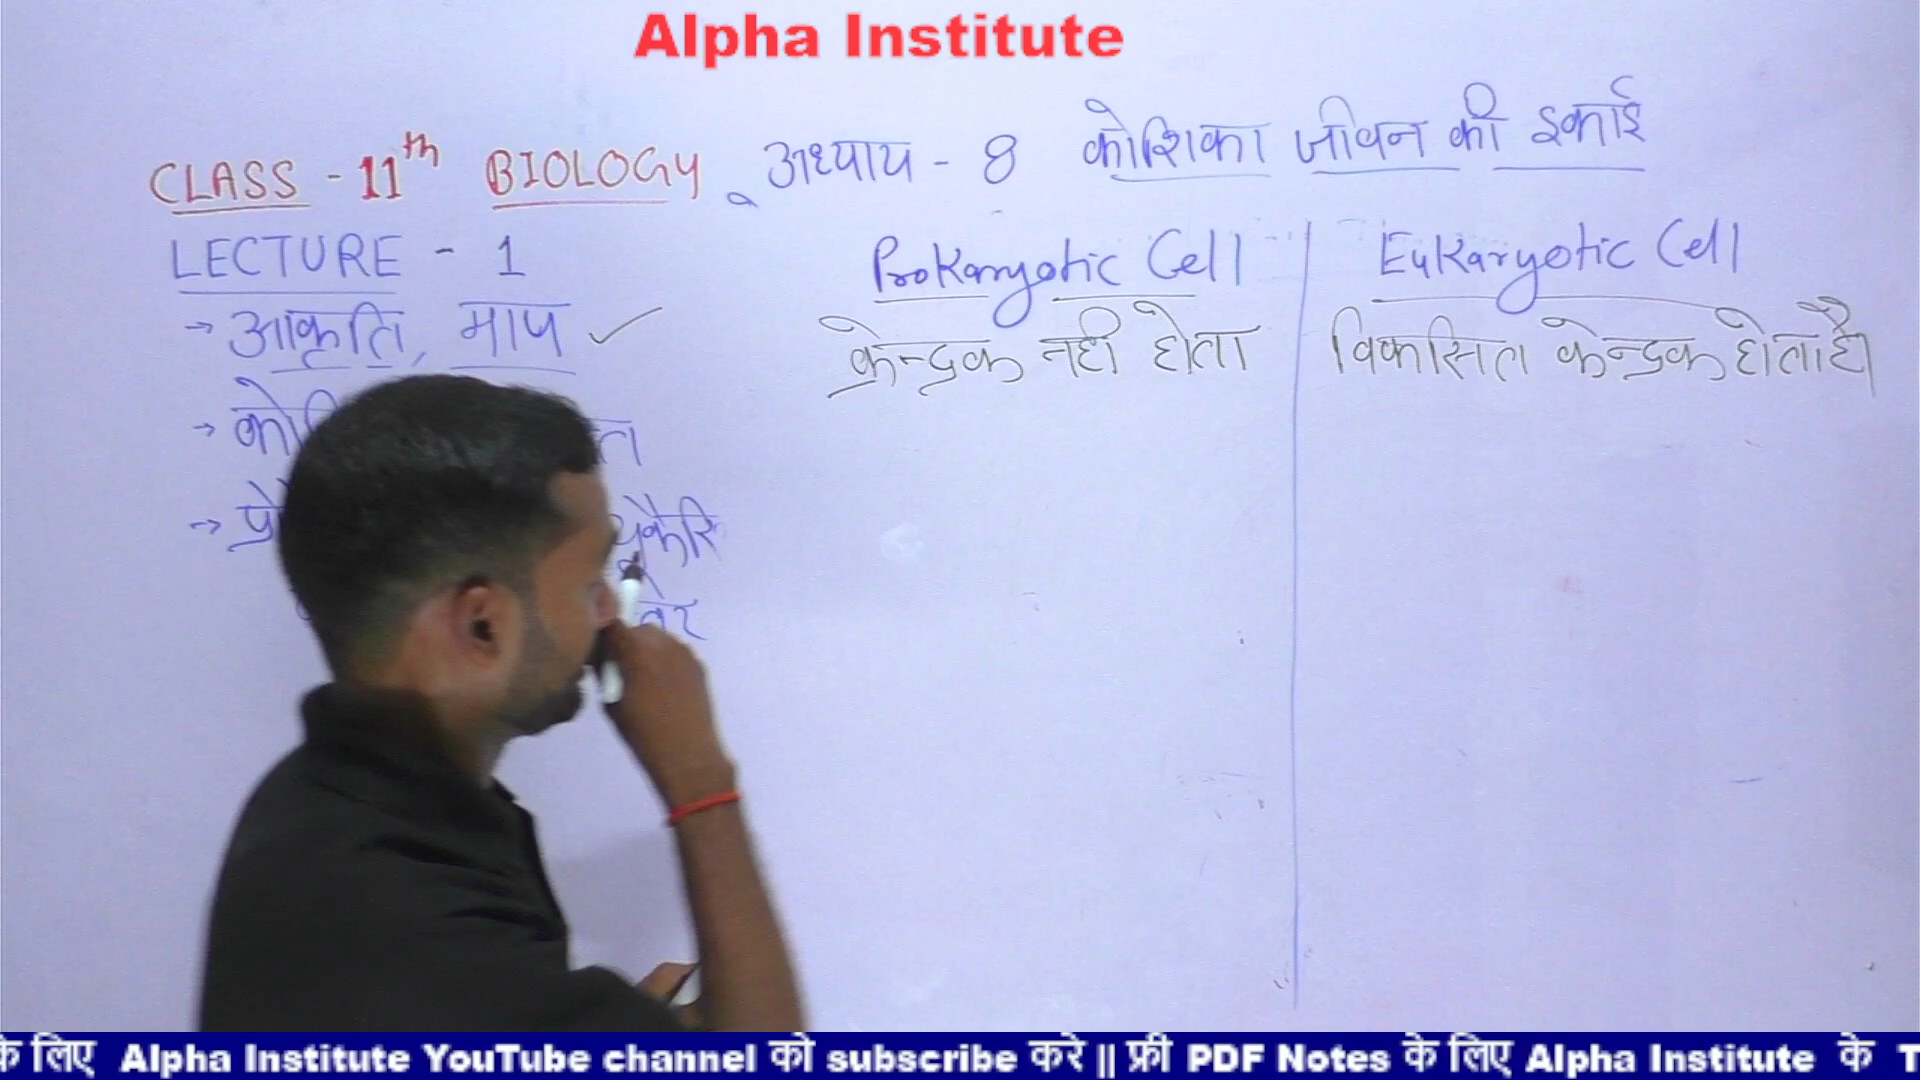 Alpha Institute
CLASS - 11th BIOLOGY
अध्याय - 8 कोशिका जीवन की इकाई
LECTURE - 1
→ आकृति, माप ✓
Prokaryotic Cell
Eukaryotic Cell
केन्द्रक नही होता
विकसित केन्द्रक होता है।
के लिए Alpha Institute YouTube channel को subscribe करे || फ्री PDF Notes के लिए Alpha Institute के